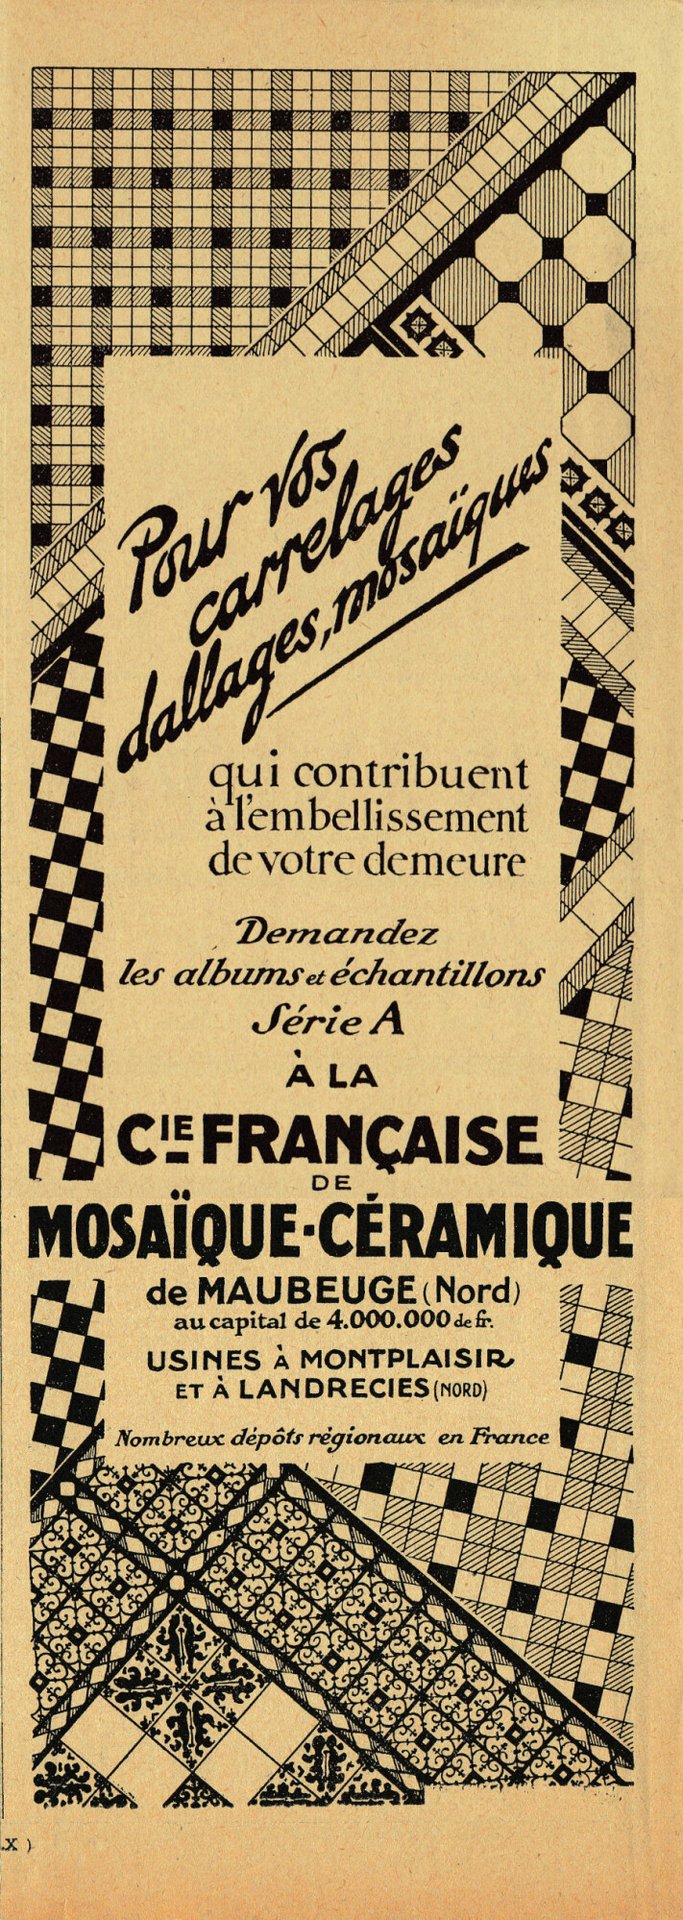 Pour vos
carrelages
dallages, mosaïques
qui contribuent
à l'embellissement
de votre demeure
Demandez
les albums et échantillons
Série A
À LA
CIE FRANÇAISE
DE
MOSAÏQUE-CÉRAMIQUE
de MAUBEUGE (Nord)
au capital de 4.000.000 de fr.
USINES À MONTPLAISIR
ET À LANDRECIES (NORD)
Nombreux dépôts régionaux en France
.X )